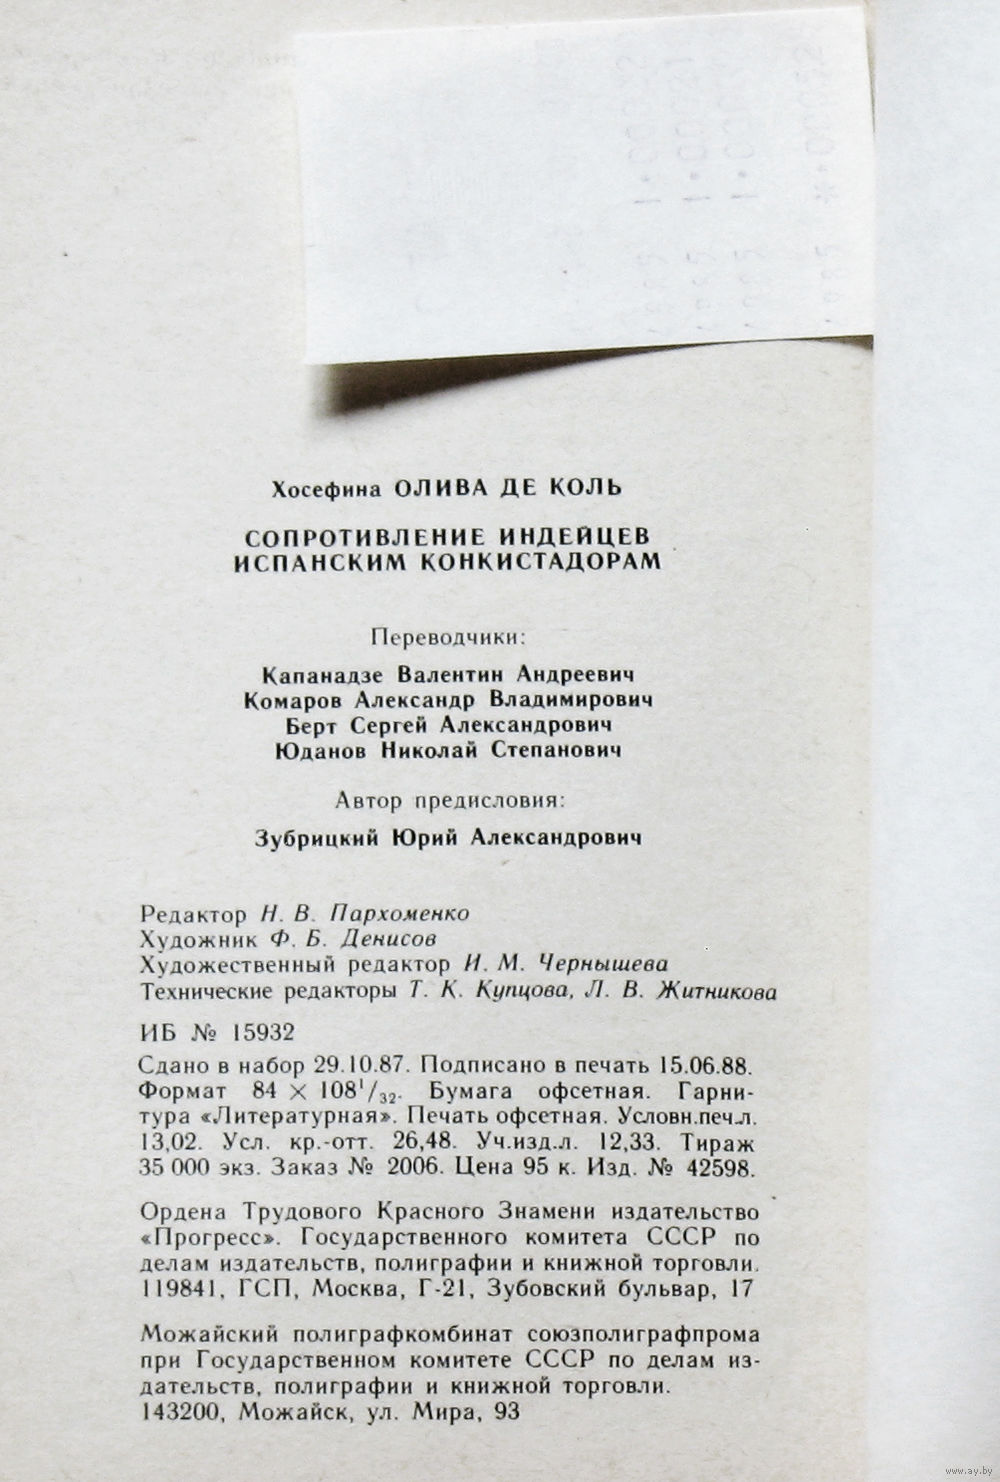 Хосефина ОЛИВА ДЕ КОЛЬ
СОПРОТИВЛЕНИЕ ИНДЕЙЦЕВ
ИСПАНСКИМ КОНКИСТАДОРАМ
Переводчики:
Капанадзе Валентин Андреевич
Комаров Александр Владимирович
Берт Сергей Александрович
Юданов Николай Степанович
Автор предисловия:
Зубрицкий Юрий Александрович
Редактор Н. В. Пархоменко
Художник Ф. Б. Денисов
Художественный редактор И. М. Чернышева
Технические редакторы Т. К. Купцова, Л. В. Житникова
ИБ № 15932
Сдано в набор 29.10.87. Подписано в печать 15.06.88.
Формат 84 × 108¹/₃₂. Бумага офсетная. Гарни-
тура «Литературная». Печать офсетная. Условн.печ.л.
13,02. Усл. кр.-отт. 26,48. Уч.изд.л. 12,33. Тираж
35 000 экз. Заказ № 2006. Цена 95 к. Изд. № 42598.
Ордена Трудового Красного Знамени издательство
«Прогресс». Государственного комитета СССР по
делам издательств, полиграфии и книжной торговли.
119841, ГСП, Москва, Г-21, Зубовский бульвар, 17
Можайский полиграфкомбинат союзполиграфпрома
при Государственном комитете СССР по делам из-
дательств, полиграфии и книжной торговли.
143200, Можайск, ул. Мира, 93
www.ay.by